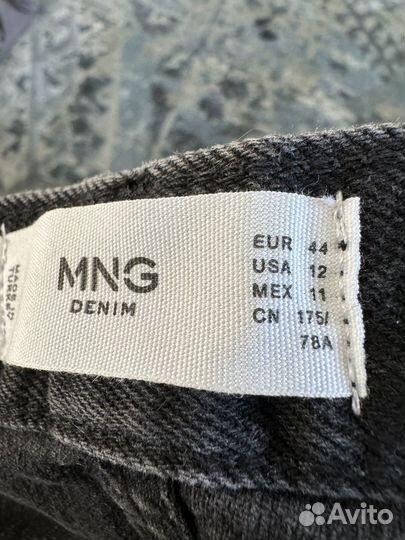 MNG
DENIM
EUR 44
USA 12
MEX 11
CN 175/
78A
Avito